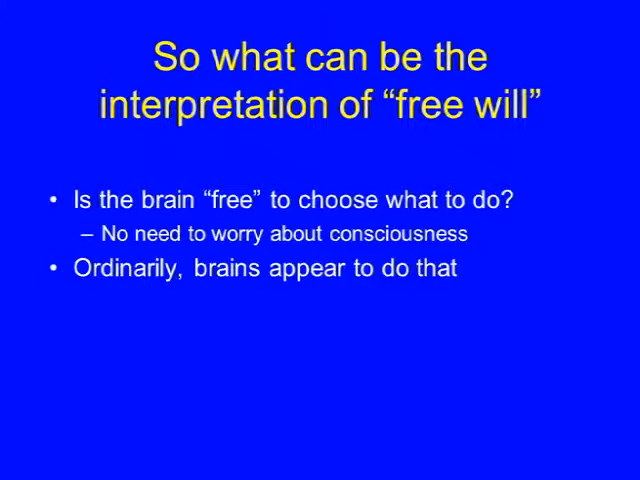 So what can be the
interpretation of “free will”
• Is the brain “free” to choose what to do?
– No need to worry about consciousness
• Ordinarily, brains appear to do that